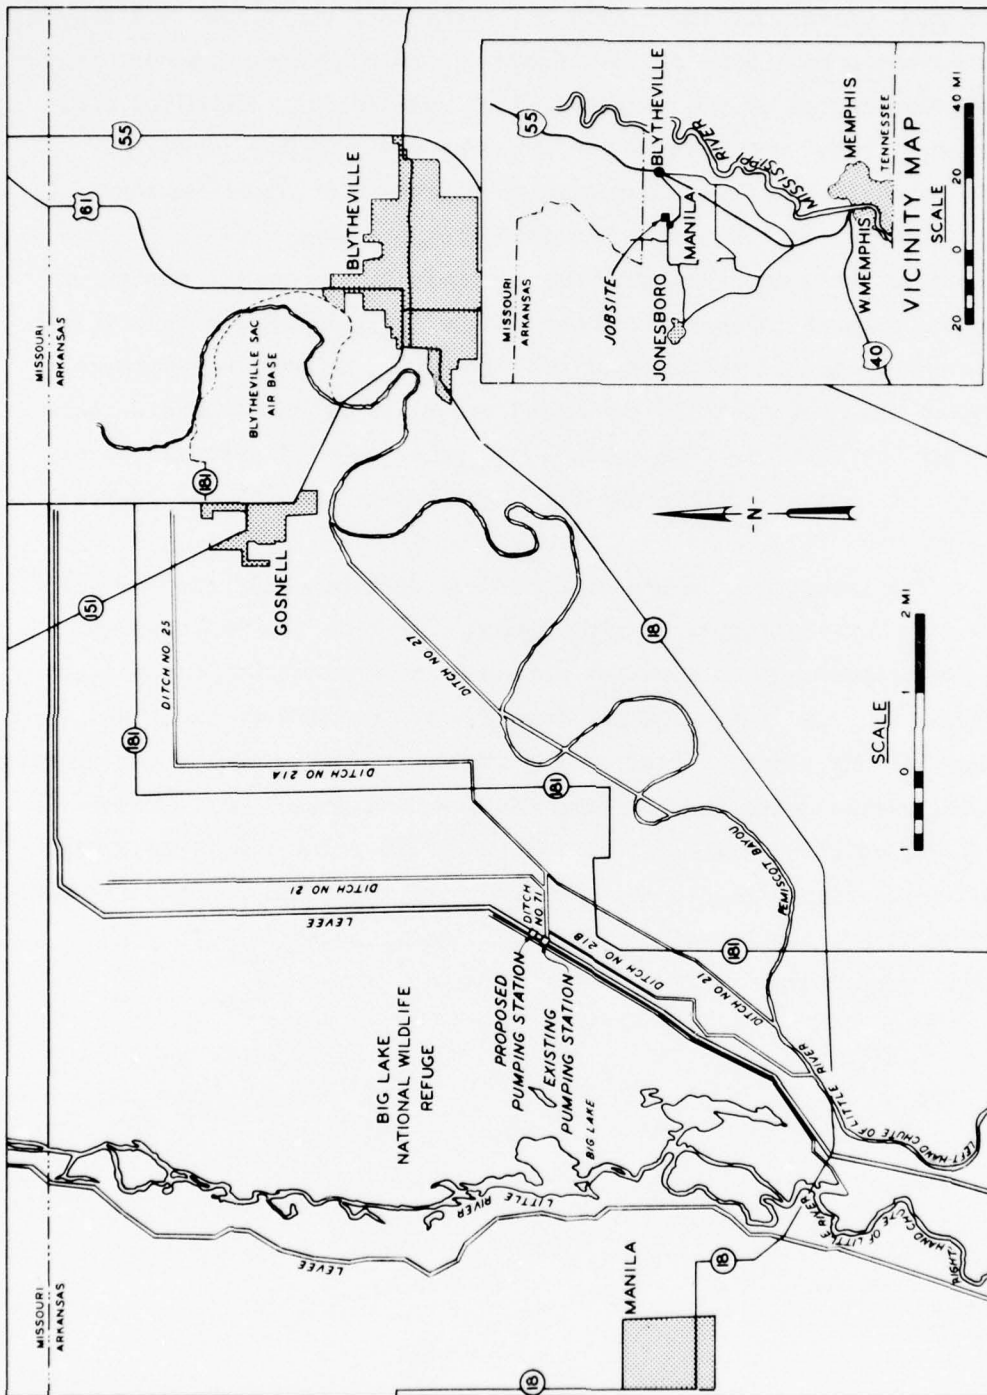 MISSOURI
ARKANSAS
MISSOURI
ARKANSAS
61
55
BLYTHEVILLE SAC
AIR BASE
BLYTHEVILLE
181
151
GOSNELL
DITCH NO 25
181
DITCH NO 21A
DITCH NO 27
181
18
DITCH NO 21
LEVEE
DITCH
NO 71
DITCH NO 21B
DITCH NO 21
181
PEMISCOT BAYOU
PROPOSED
PUMPING STATION
EXISTING
PUMPING STATION
BIG LAKE
NATIONAL WILDLIFE
REFUGE
BIG LAKE
LITTLE
RIVER
LEVEE
LITTLE RIVER
LEFT HAND CHUTE OF LITTLE RIVER
RIGHT HAND CHUTE
OF LITTLE RIVER
18
MANILA
18
-N-
SCALE
1 0 1 2 MI
MISSOURI
ARKANSAS
55
BLYTHEVILLE
JOBSITE
MANILA
JONESBORO
MISSISSIPPI
RIVER
MEMPHIS
W MEMPHIS
TENNESSEE
40
VICINITY MAP
SCALE
20 0 20 40 MI